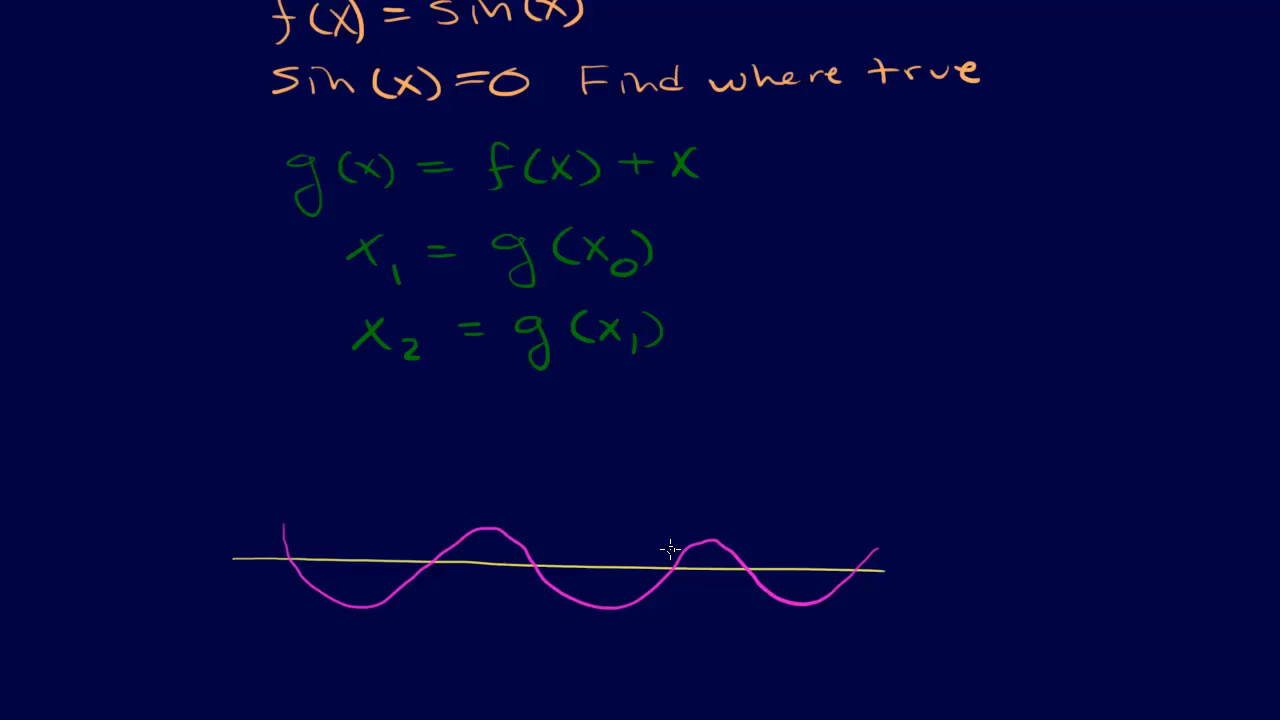 f(x) = sin(x)
sin(x)=0 Find where true
g(x) = f(x) + x
x₁ = g(x₀)
x₂ = g(x₁)